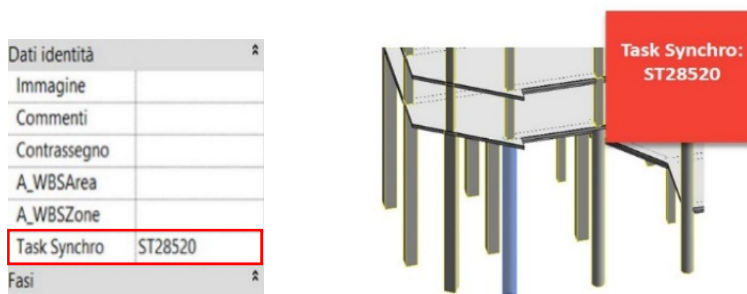 Dati identità
Immagine
Commenti
Contrassegno
A_WBSArea
A_WBSZone
Task Synchro ST28520
Fasi
Task Synchro:
ST28520